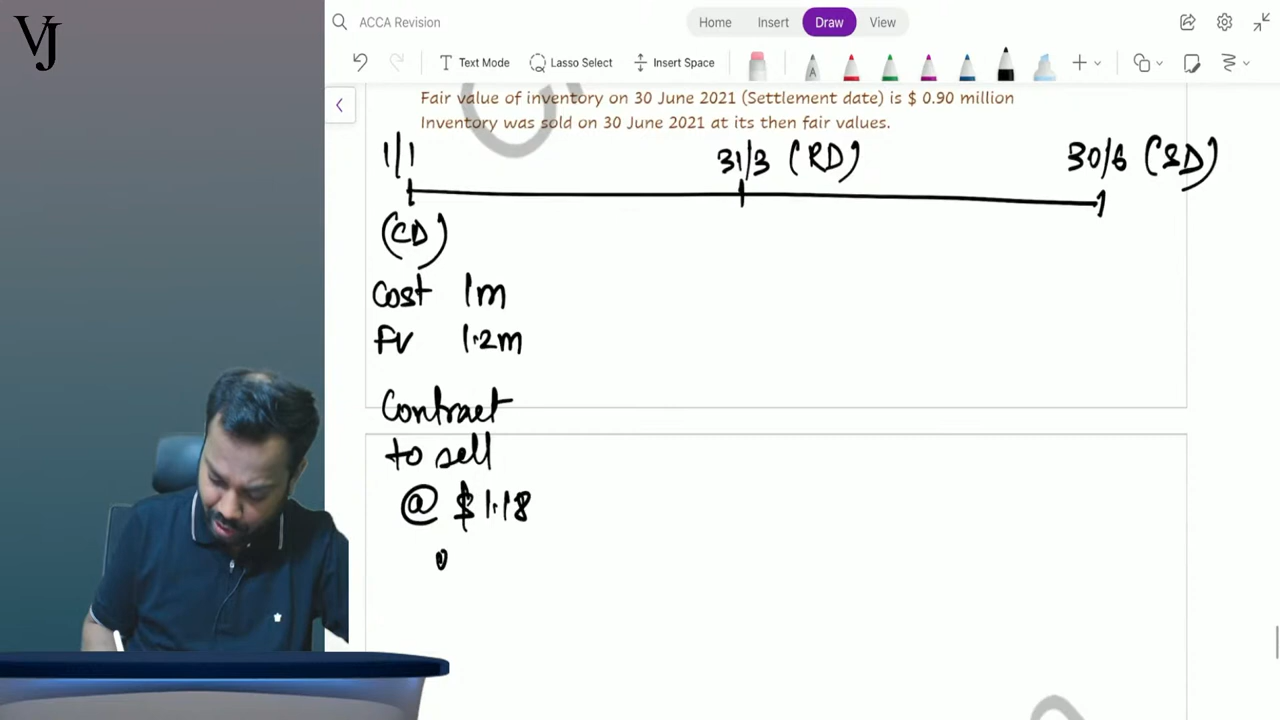 VJ
ACCA Revision
Home Insert Draw View
Text Mode Lasso Select Insert Space
Fair value of inventory on 30 June 2021 (Settlement date) is $ 0.90 million
Inventory was sold on 30 June 2021 at its then fair values.
1/1 31/3 (RD) 30/6 (SD)
(CD)
Cost 1m
FV 1.2m
Contract
to sell
@ $1.18